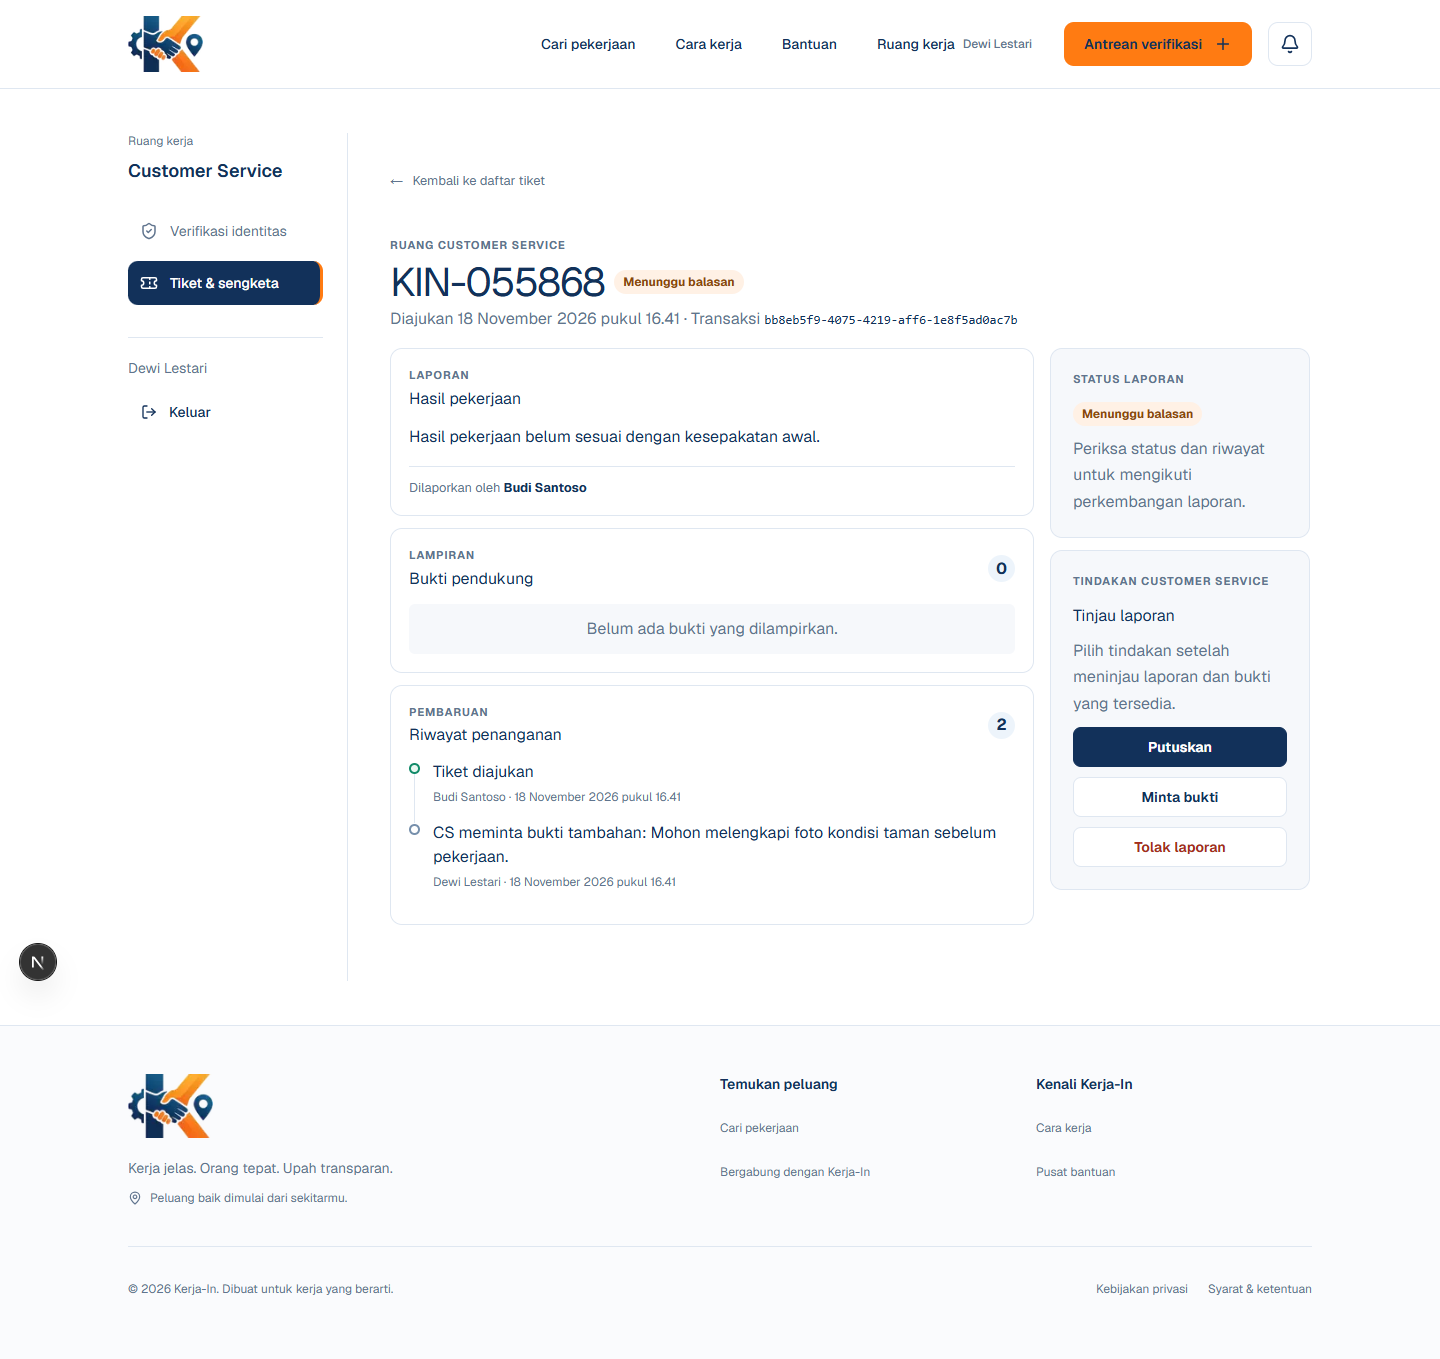 Cari pekerjaan
Cara kerja
Bantuan
Ruang kerja Dewi Lestari
Antrean verifikasi
Ruang kerja
Customer Service
Verifikasi identitas
Tiket & sengketa
Dewi Lestari
Keluar
← Kembali ke daftar tiket
RUANG CUSTOMER SERVICE
KIN-055868 Menunggu balasan
Diajukan 18 November 2026 pukul 16.41 · Transaksi bb8eb5f9-4075-4219-aff6-1e8f5ad0ac7b
LAPORAN
Hasil pekerjaan
Hasil pekerjaan belum sesuai dengan kesepakatan awal.
Dilaporkan oleh Budi Santoso
LAMPIRAN
Bukti pendukung
0
Belum ada bukti yang dilampirkan.
PEMBARUAN
Riwayat penanganan
2
Tiket diajukan
Budi Santoso · 18 November 2026 pukul 16.41
CS meminta bukti tambahan: Mohon melengkapi foto kondisi taman sebelum
pekerjaan.
Dewi Lestari · 18 November 2026 pukul 16.41
STATUS LAPORAN
Menunggu balasan
Periksa status dan riwayat
untuk mengikuti
perkembangan laporan.
TINDAKAN CUSTOMER SERVICE
Tinjau laporan
Pilih tindakan setelah
meninjau laporan dan bukti
yang tersedia.
Putuskan
Minta bukti
Tolak laporan
N
K
Kerja jelas. Orang tepat. Upah transparan.
Peluang baik dimulai dari sekitarmu.
Temukan peluang
Cari pekerjaan
Bergabung dengan Kerja-In
Kenali Kerja-In
Cara kerja
Pusat bantuan
© 2026 Kerja-In. Dibuat untuk kerja yang berarti.
Kebijakan privasi
Syarat & ketentuan